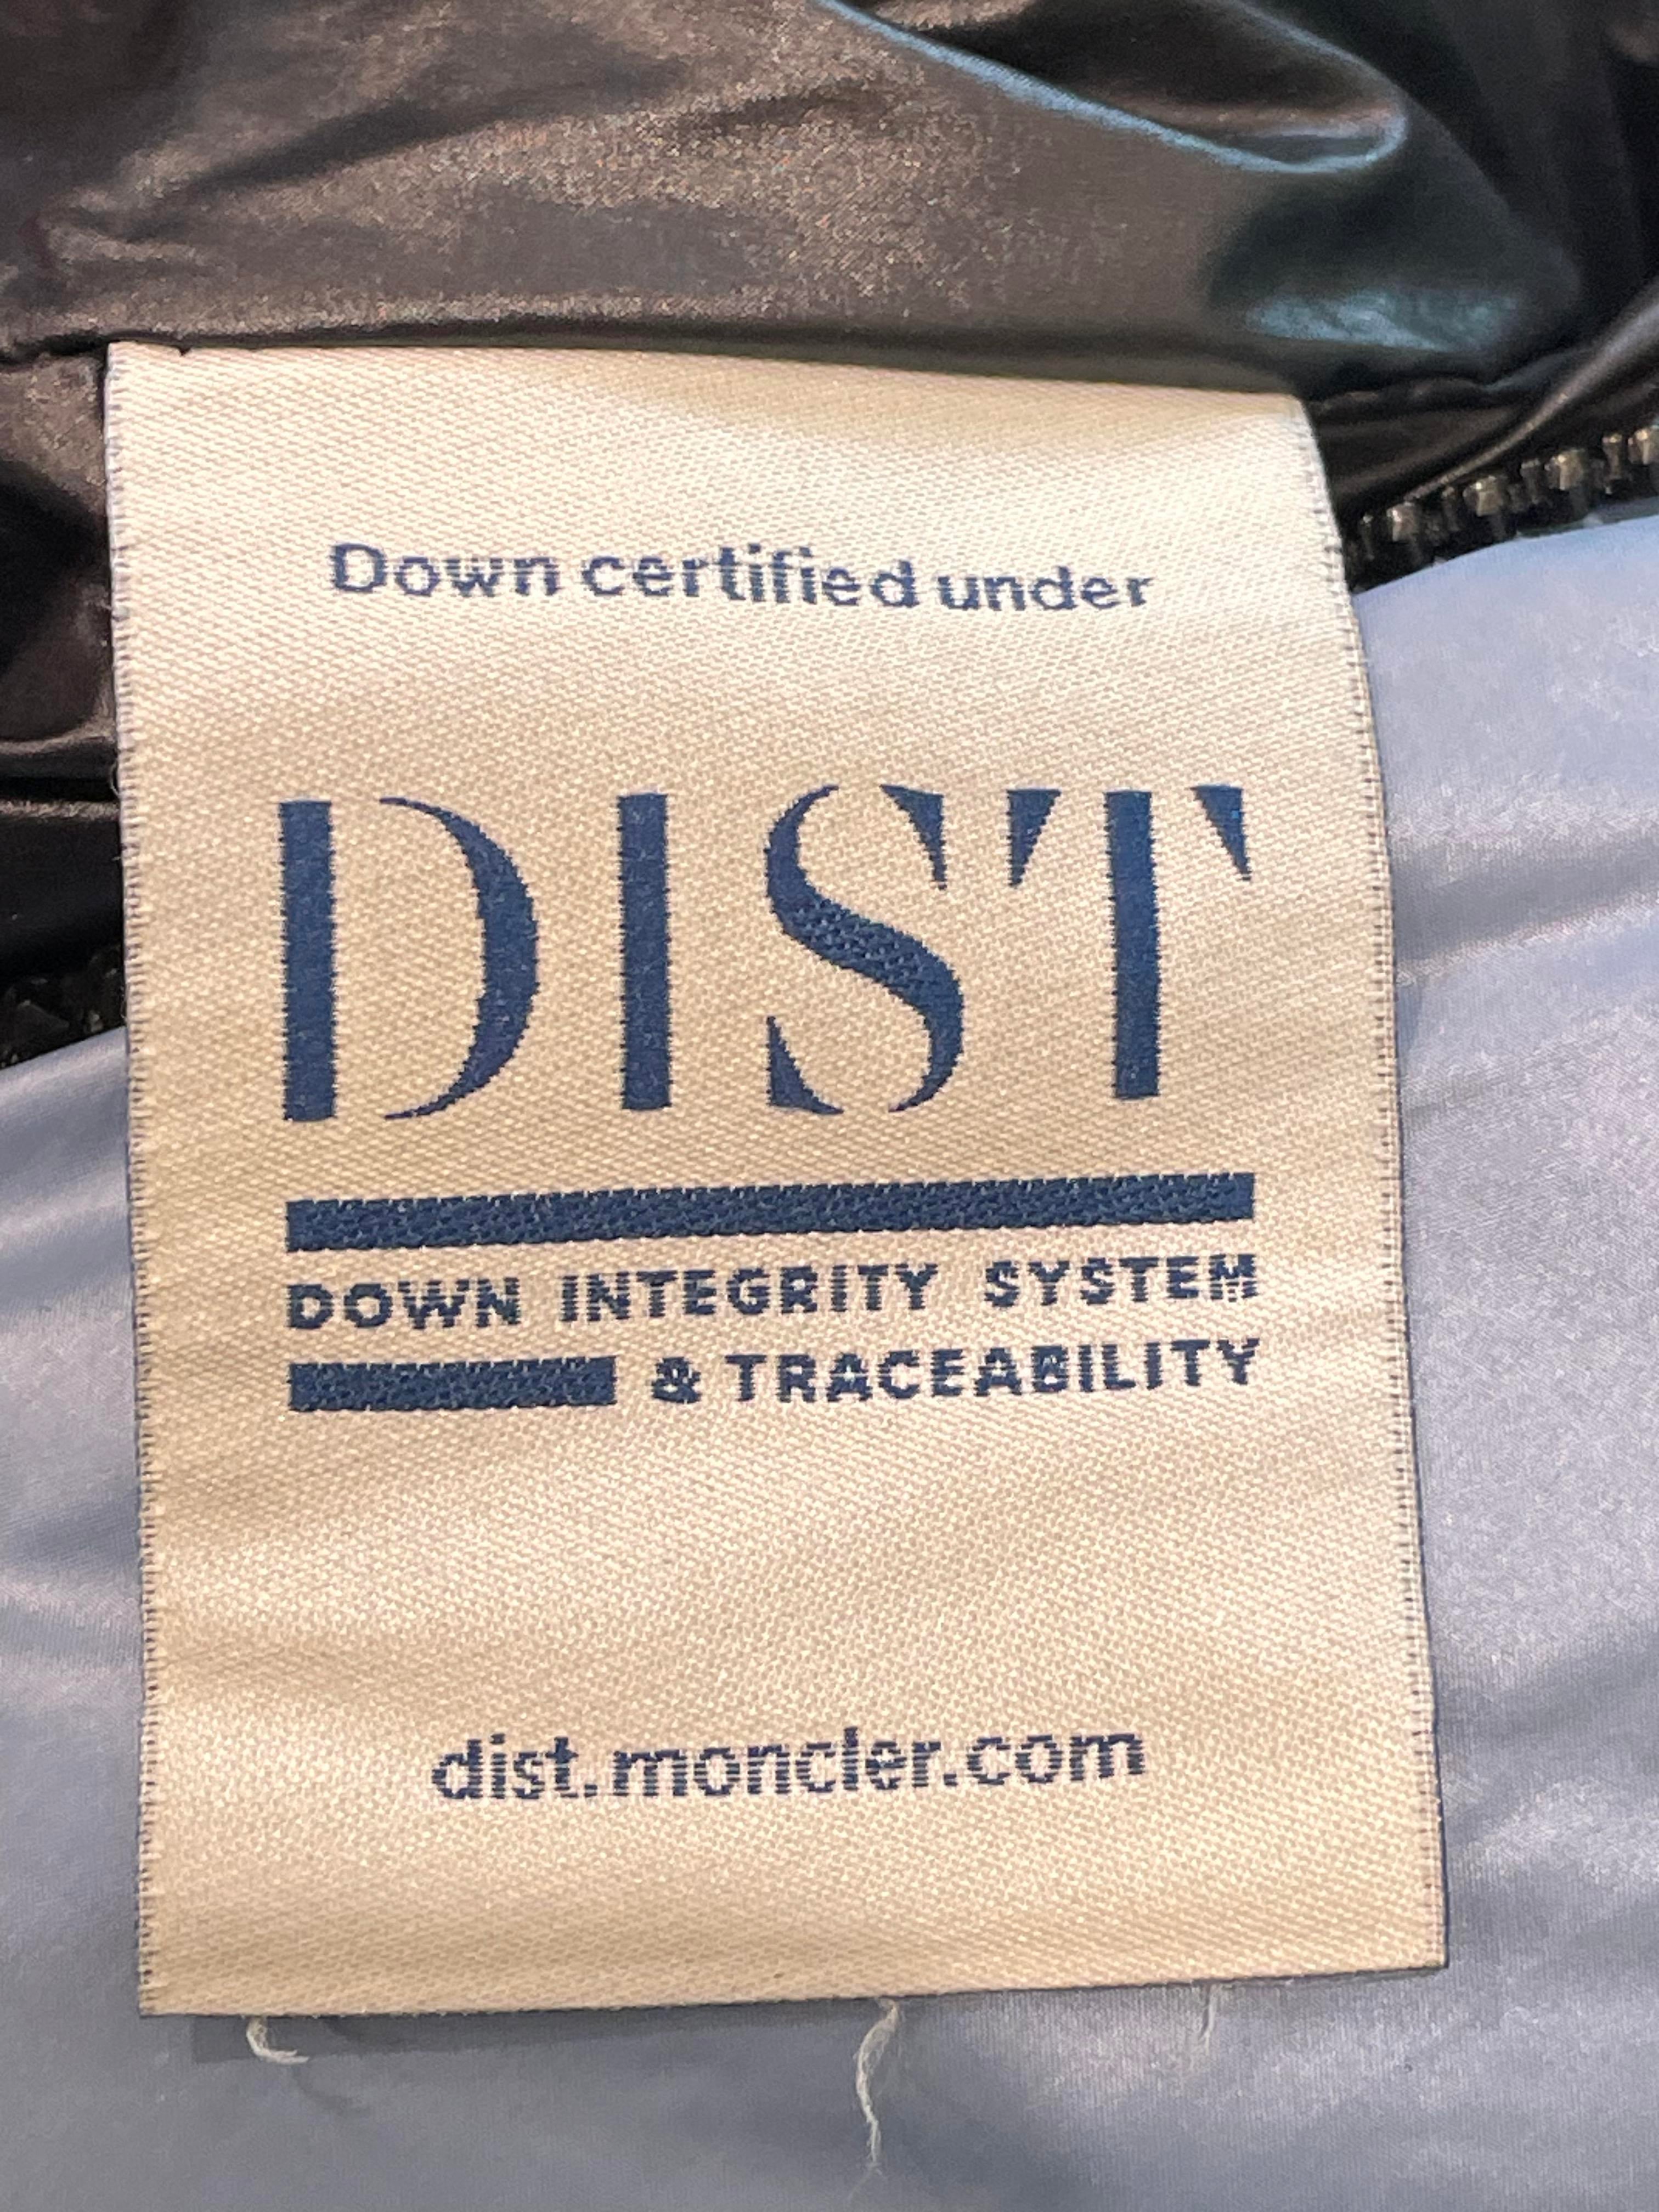 Down certified under
DIST
DOWN INTEGRITY SYSTEM
& TRACEABILITY
dist.moncler.com